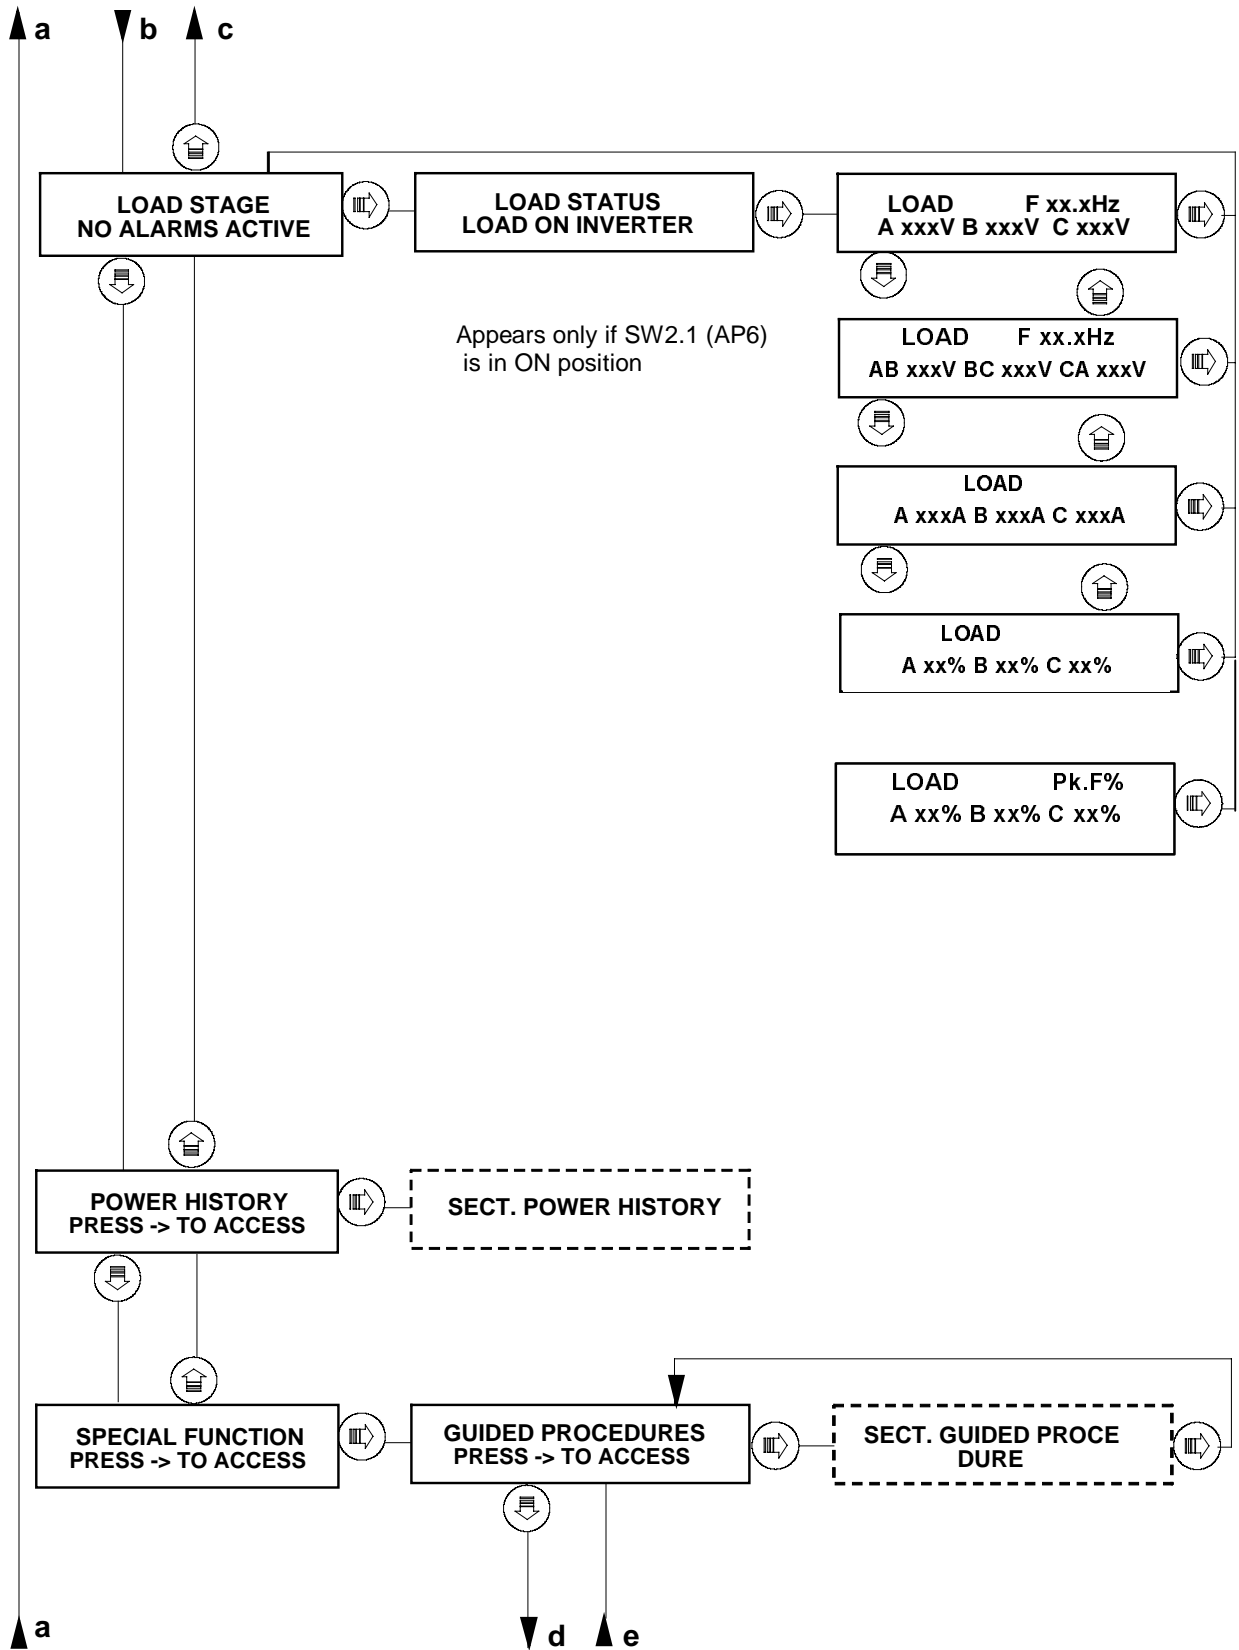 a
b
c
LOAD STAGE
NO ALARMS ACTIVE
LOAD STATUS
LOAD ON INVERTER
LOAD F xx.xHz
A xxxV B xxxV C xxxV
Appears only if SW2.1 (AP6)
is in ON position
LOAD F xx.xHz
AB xxxV BC xxxV CA xxxV
LOAD
A xxxA B xxxA C xxxA
LOAD
A xx% B xx% C xx%
LOAD Pk.F%
A xx% B xx% C xx%
POWER HISTORY
PRESS -> TO ACCESS
SECT. POWER HISTORY
SPECIAL FUNCTION
PRESS -> TO ACCESS
GUIDED PROCEDURES
PRESS -> TO ACCESS
SECT. GUIDED PROCE
DURE
a
d
e